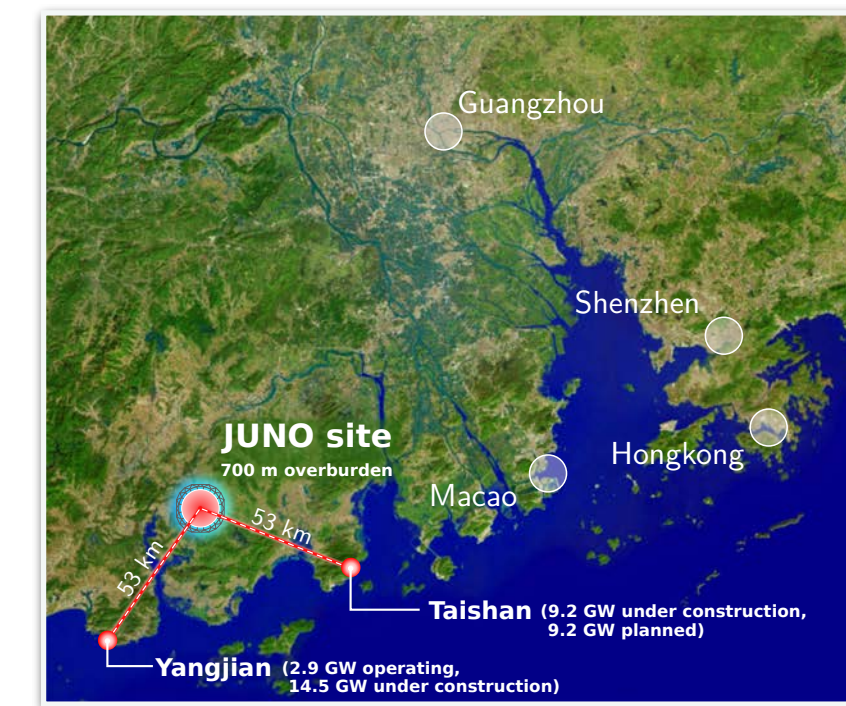 Guangzhou
Shenzhen
JUNO site
700 m overburden
Hongkong
Macao
53 km
53 km
Taishan (9.2 GW under construction,
9.2 GW planned)
Yangjian (2.9 GW operating,
14.5 GW under construction)